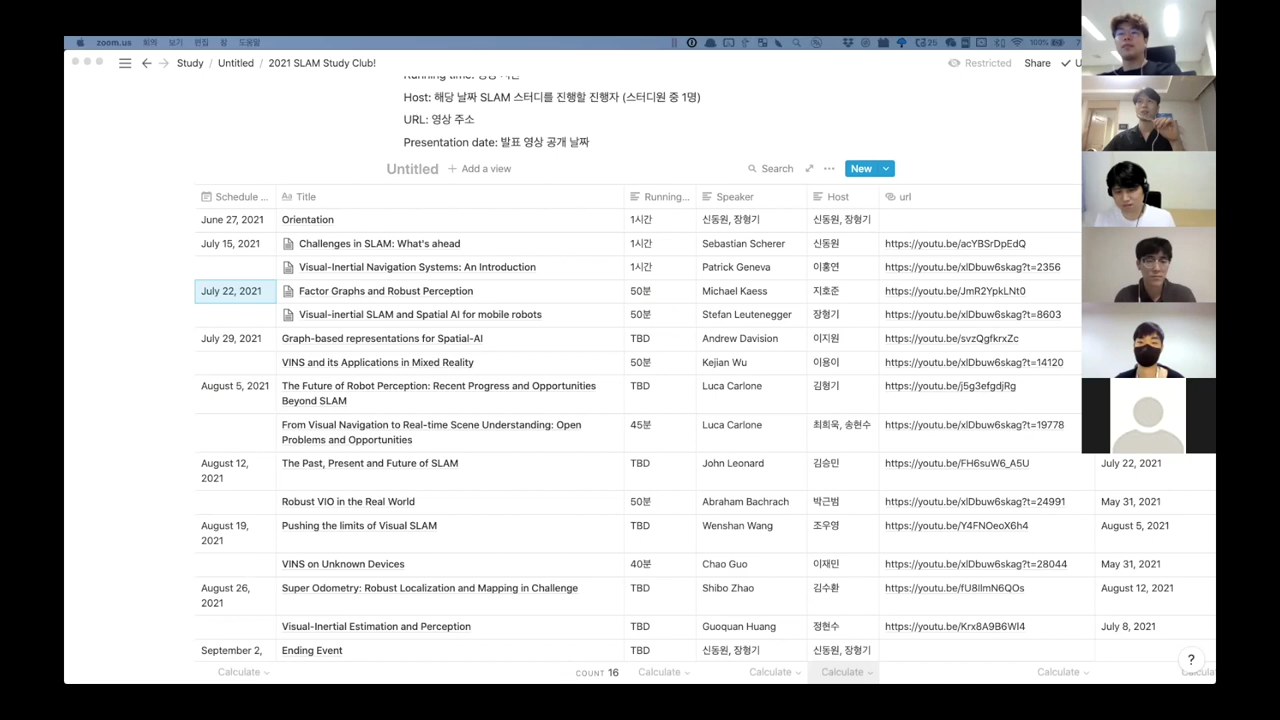 zoom.us 회의 보기 편집 창 도움말 25 100%
Study / Untitled / 2021 SLAM Study Club! Restricted Share
Host: 해당 날짜 SLAM 스터디를 진행할 진행자 (스터디원 중 1명)
URL: 영상 주소
Presentation date: 발표 영상 공개 날짜
Untitled + Add a view Search New
Schedule ... Title Running... Speaker Host url
June 27, 2021 Orientation 1시간 신동원, 장형기 신동원, 장형기
July 15, 2021 Challenges in SLAM: What's ahead 1시간 Sebastian Scherer 신동원 https://youtu.be/acYBSrDpEdQ
Visual-Inertial Navigation Systems: An Introduction 1시간 Patrick Geneva 이홍연 https://youtu.be/xlDbuw6skag?t=2356
July 22, 2021 Factor Graphs and Robust Perception 50분 Michael Kaess 지호준 https://youtu.be/JmR2YpkLNt0
Visual-inertial SLAM and Spatial AI for mobile robots 50분 Stefan Leutenegger 장형기 https://youtu.be/xlDbuw6skag?t=8603
July 29, 2021 Graph-based representations for Spatial-AI TBD Andrew Davision 이지원 https://youtu.be/svzQgfkrxZc
VINS and its Applications in Mixed Reality 50분 Kejian Wu 이용이 https://youtu.be/xlDbuw6skag?t=14120
August 5, 2021 The Future of Robot Perception: Recent Progress and Opportunities TBD Luca Carlone 김형기 https://youtu.be/j5g3efgdjRg
Beyond SLAM
From Visual Navigation to Real-time Scene Understanding: Open 45분 Luca Carlone 최희욱, 송현수 https://youtu.be/xlDbuw6skag?t=19778
Problems and Opportunities
August 12, The Past, Present and Future of SLAM TBD John Leonard 김승민 https://youtu.be/FH6suW6_A5U July 22, 2021
2021
Robust VIO in the Real World 50분 Abraham Bachrach 박근범 https://youtu.be/xlDbuw6skag?t=24991 May 31, 2021
August 19, Pushing the limits of Visual SLAM TBD Wenshan Wang 조우영 https://youtu.be/Y4FNOeoX6h4 August 5, 2021
2021
VINS on Unknown Devices 40분 Chao Guo 이재민 https://youtu.be/xlDbuw6skag?t=28044 May 31, 2021
August 26, Super Odometry: Robust Localization and Mapping in Challenge TBD Shibo Zhao 김수환 https://youtu.be/fU8IlmN6QOs August 12, 2021
2021
Visual-Inertial Estimation and Perception TBD Guoquan Huang 정현수 https://youtu.be/Krx8A9B6WI4 July 8, 2021
September 2, Ending Event TBD 신동원, 장형기 신동원, 장형기
Calculate COUNT 16 Calculate Calculate Calculate Calculate
?